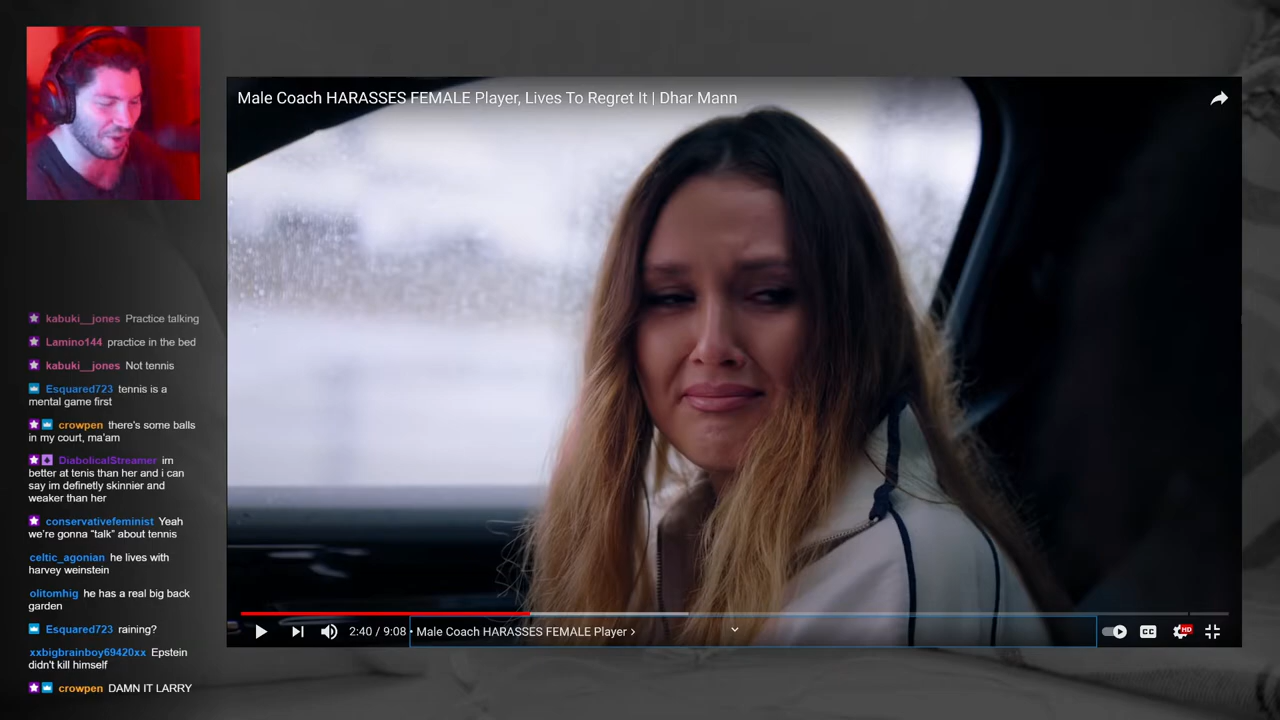 Male Coach HARASSES FEMALE Player, Lives To Regret It | Dhar Mann
kabuki__jones Practice talking
Lamino144 practice in the bed
kabuki__jones Not tennis
Esquared723 tennis is a
mental game first
crowpen there's some balls
in my court, ma'am
DiabolicalStreamer im
better at tenis than her and i can
say im definetly skinnier and
weaker than her
conservativefeminist Yeah
we're gonna "talk" about tennis
celtic_agonian he lives with
harvey weinstein
olitomhig he has a real big back
garden
Esquared723 raining?
xxbigbrainboy69420xx Epstein
didn't kill himself
crowpen DAMN IT LARRY
2:40 / 9:08 • Male Coach HARASSES FEMALE Player ›
CC
HD